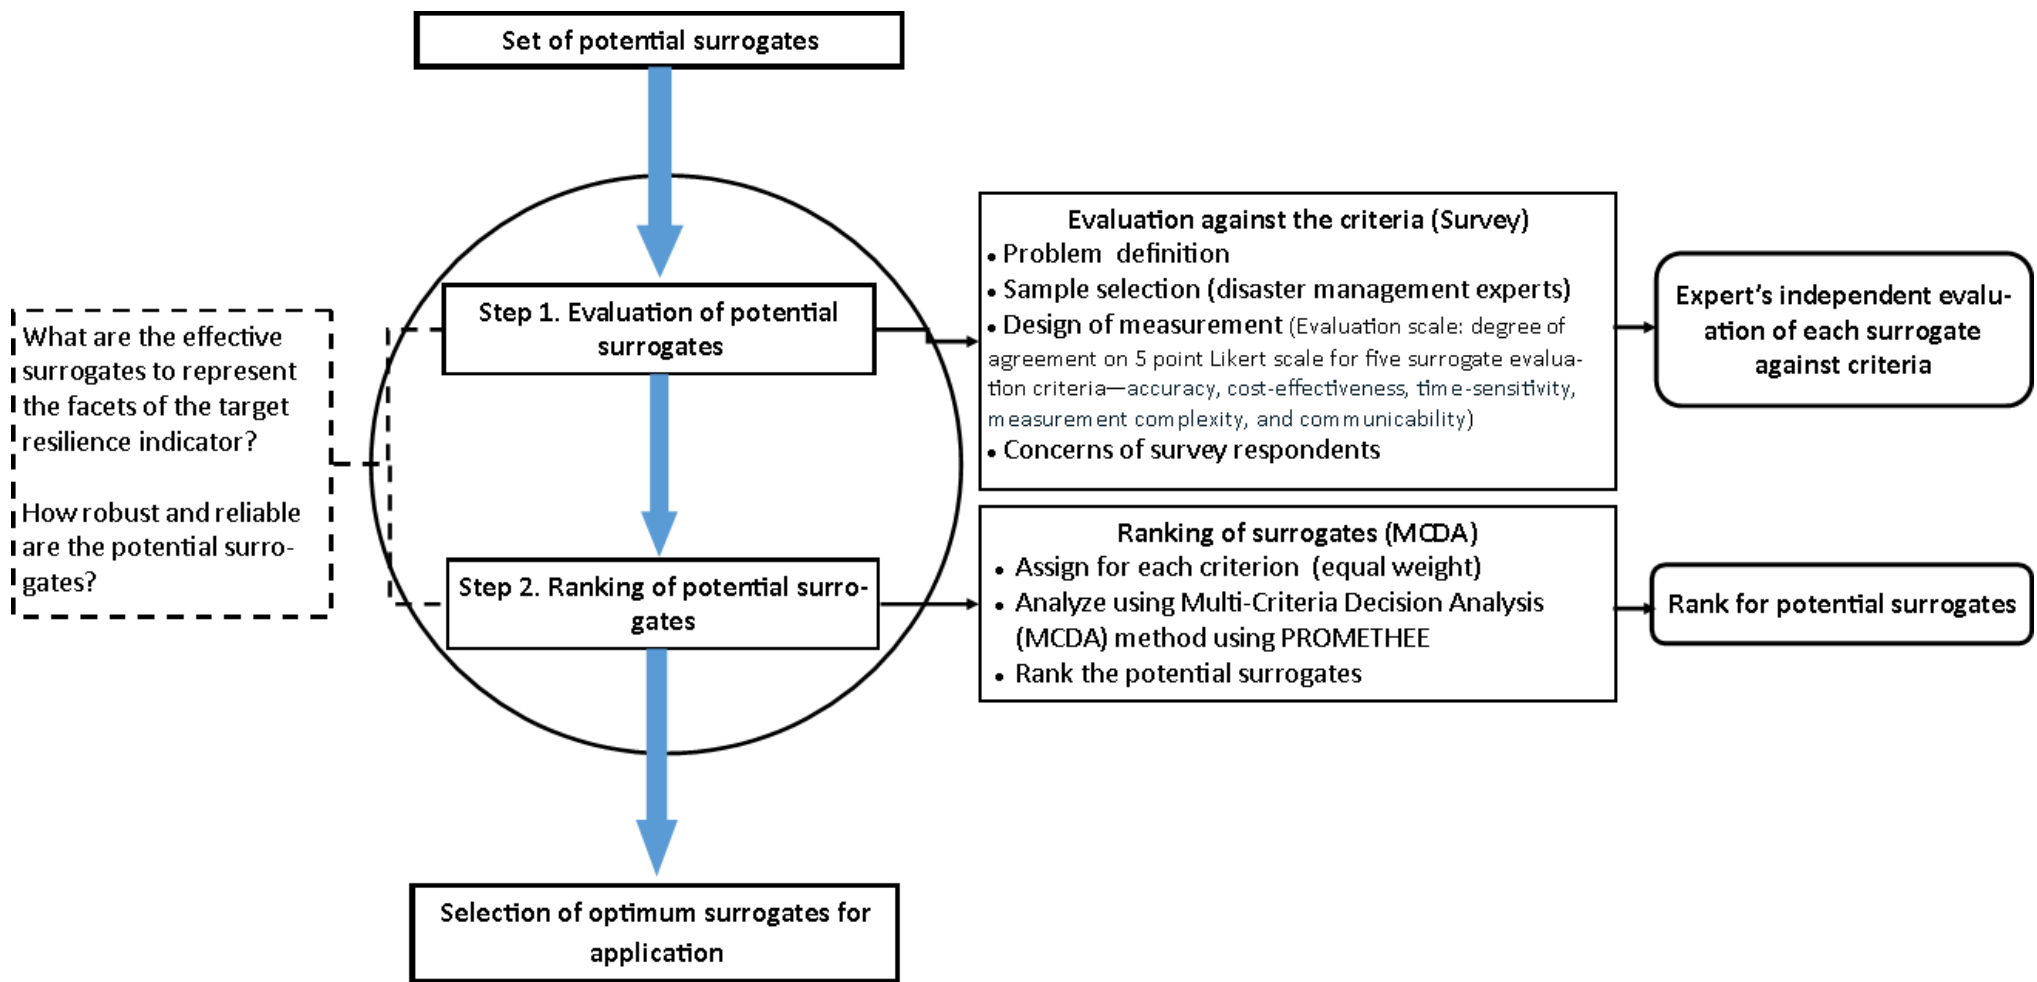 Set of potential surrogates
Step 1. Evaluation of potential
surrogates
Step 2. Ranking of potential surro-
gates
Selection of optimum surrogates for
application
What are the effective
surrogates to represent
the facets of the target
resilience indicator?
How robust and reliable
are the potential surro-
gates?
Evaluation against the criteria (Survey)
• Problem definition
• Sample selection (disaster management experts)
• Design of measurement (Evaluation scale: degree of
agreement on 5 point Likert scale for five surrogate evalua-
tion criteria—accuracy, cost-effectiveness, time-sensitivity,
measurement complexity, and communicability)
• Concerns of survey respondents
Expert's independent evalu-
ation of each surrogate
against criteria
Ranking of surrogates (MCDA)
• Assign for each criterion (equal weight)
• Analyze using Multi-Criteria Decision Analysis
(MCDA) method using PROMETHEE
• Rank the potential surrogates
Rank for potential surrogates